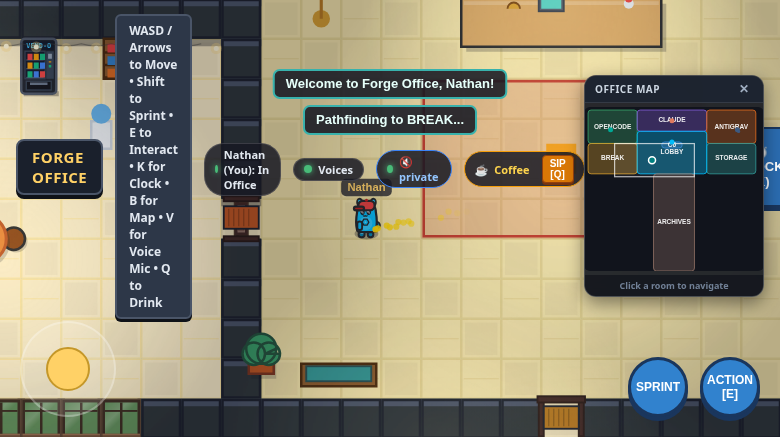 VEND-O
FORGE
OFFICE
WASD /
Arrows
to Move
• Shift
to
Sprint •
E to
Interact
• K for
Clock •
B for
Map • V
for
Voice
Mic • Q
to
Drink
Welcome to Forge Office, Nathan!
Pathfinding to BREAK...
Nathan
(You): In
Office
Voices
🔇
private
☕ Coffee
SIP
[Q]
Nathan
OFFICE MAP
✕
OPENCODE
CLAUDE
ANTIGRAV
BREAK
LOBBY
STORAGE
ARCHIVES
Click a room to navigate
SPRINT
ACTION
[E]